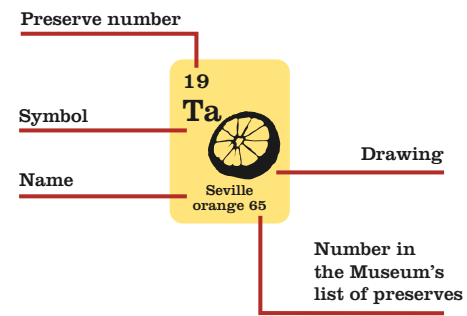 Preserve number
19
Symbol
Ta
Drawing
Name
Seville
orange 65
Number in
the Museum's
list of preserves